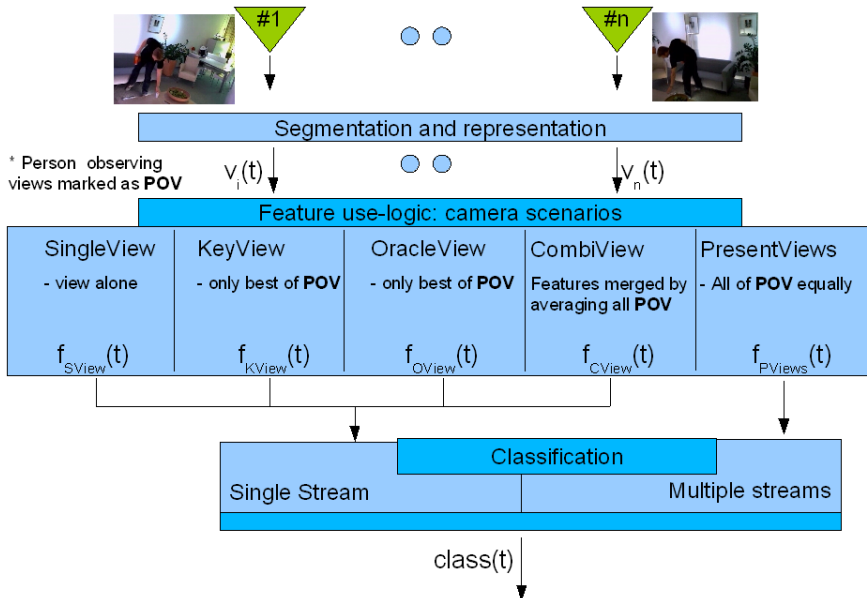 #1
#n
Segmentation and representation
* Person observing
views marked as POV
v_i(t)
v_n(t)
Feature use-logic: camera scenarios
SingleView
- view alone
f_SView(t)
KeyView
- only best of POV
f_KView(t)
OracleView
- only best of POV
f_OView(t)
CombiView
Features merged by
averaging all POV
f_CView(t)
PresentViews
- All of POV equally
f_PViews(t)
Classification
Single Stream
Multiple streams
class(t)